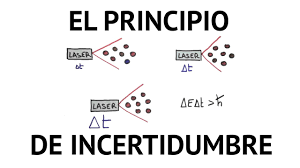 EL PRINCIPIO
LASER
Δt
LASER
Δt
LASER
Δt
ΔEΔt>ħ
DE INCERTIDUMBRE